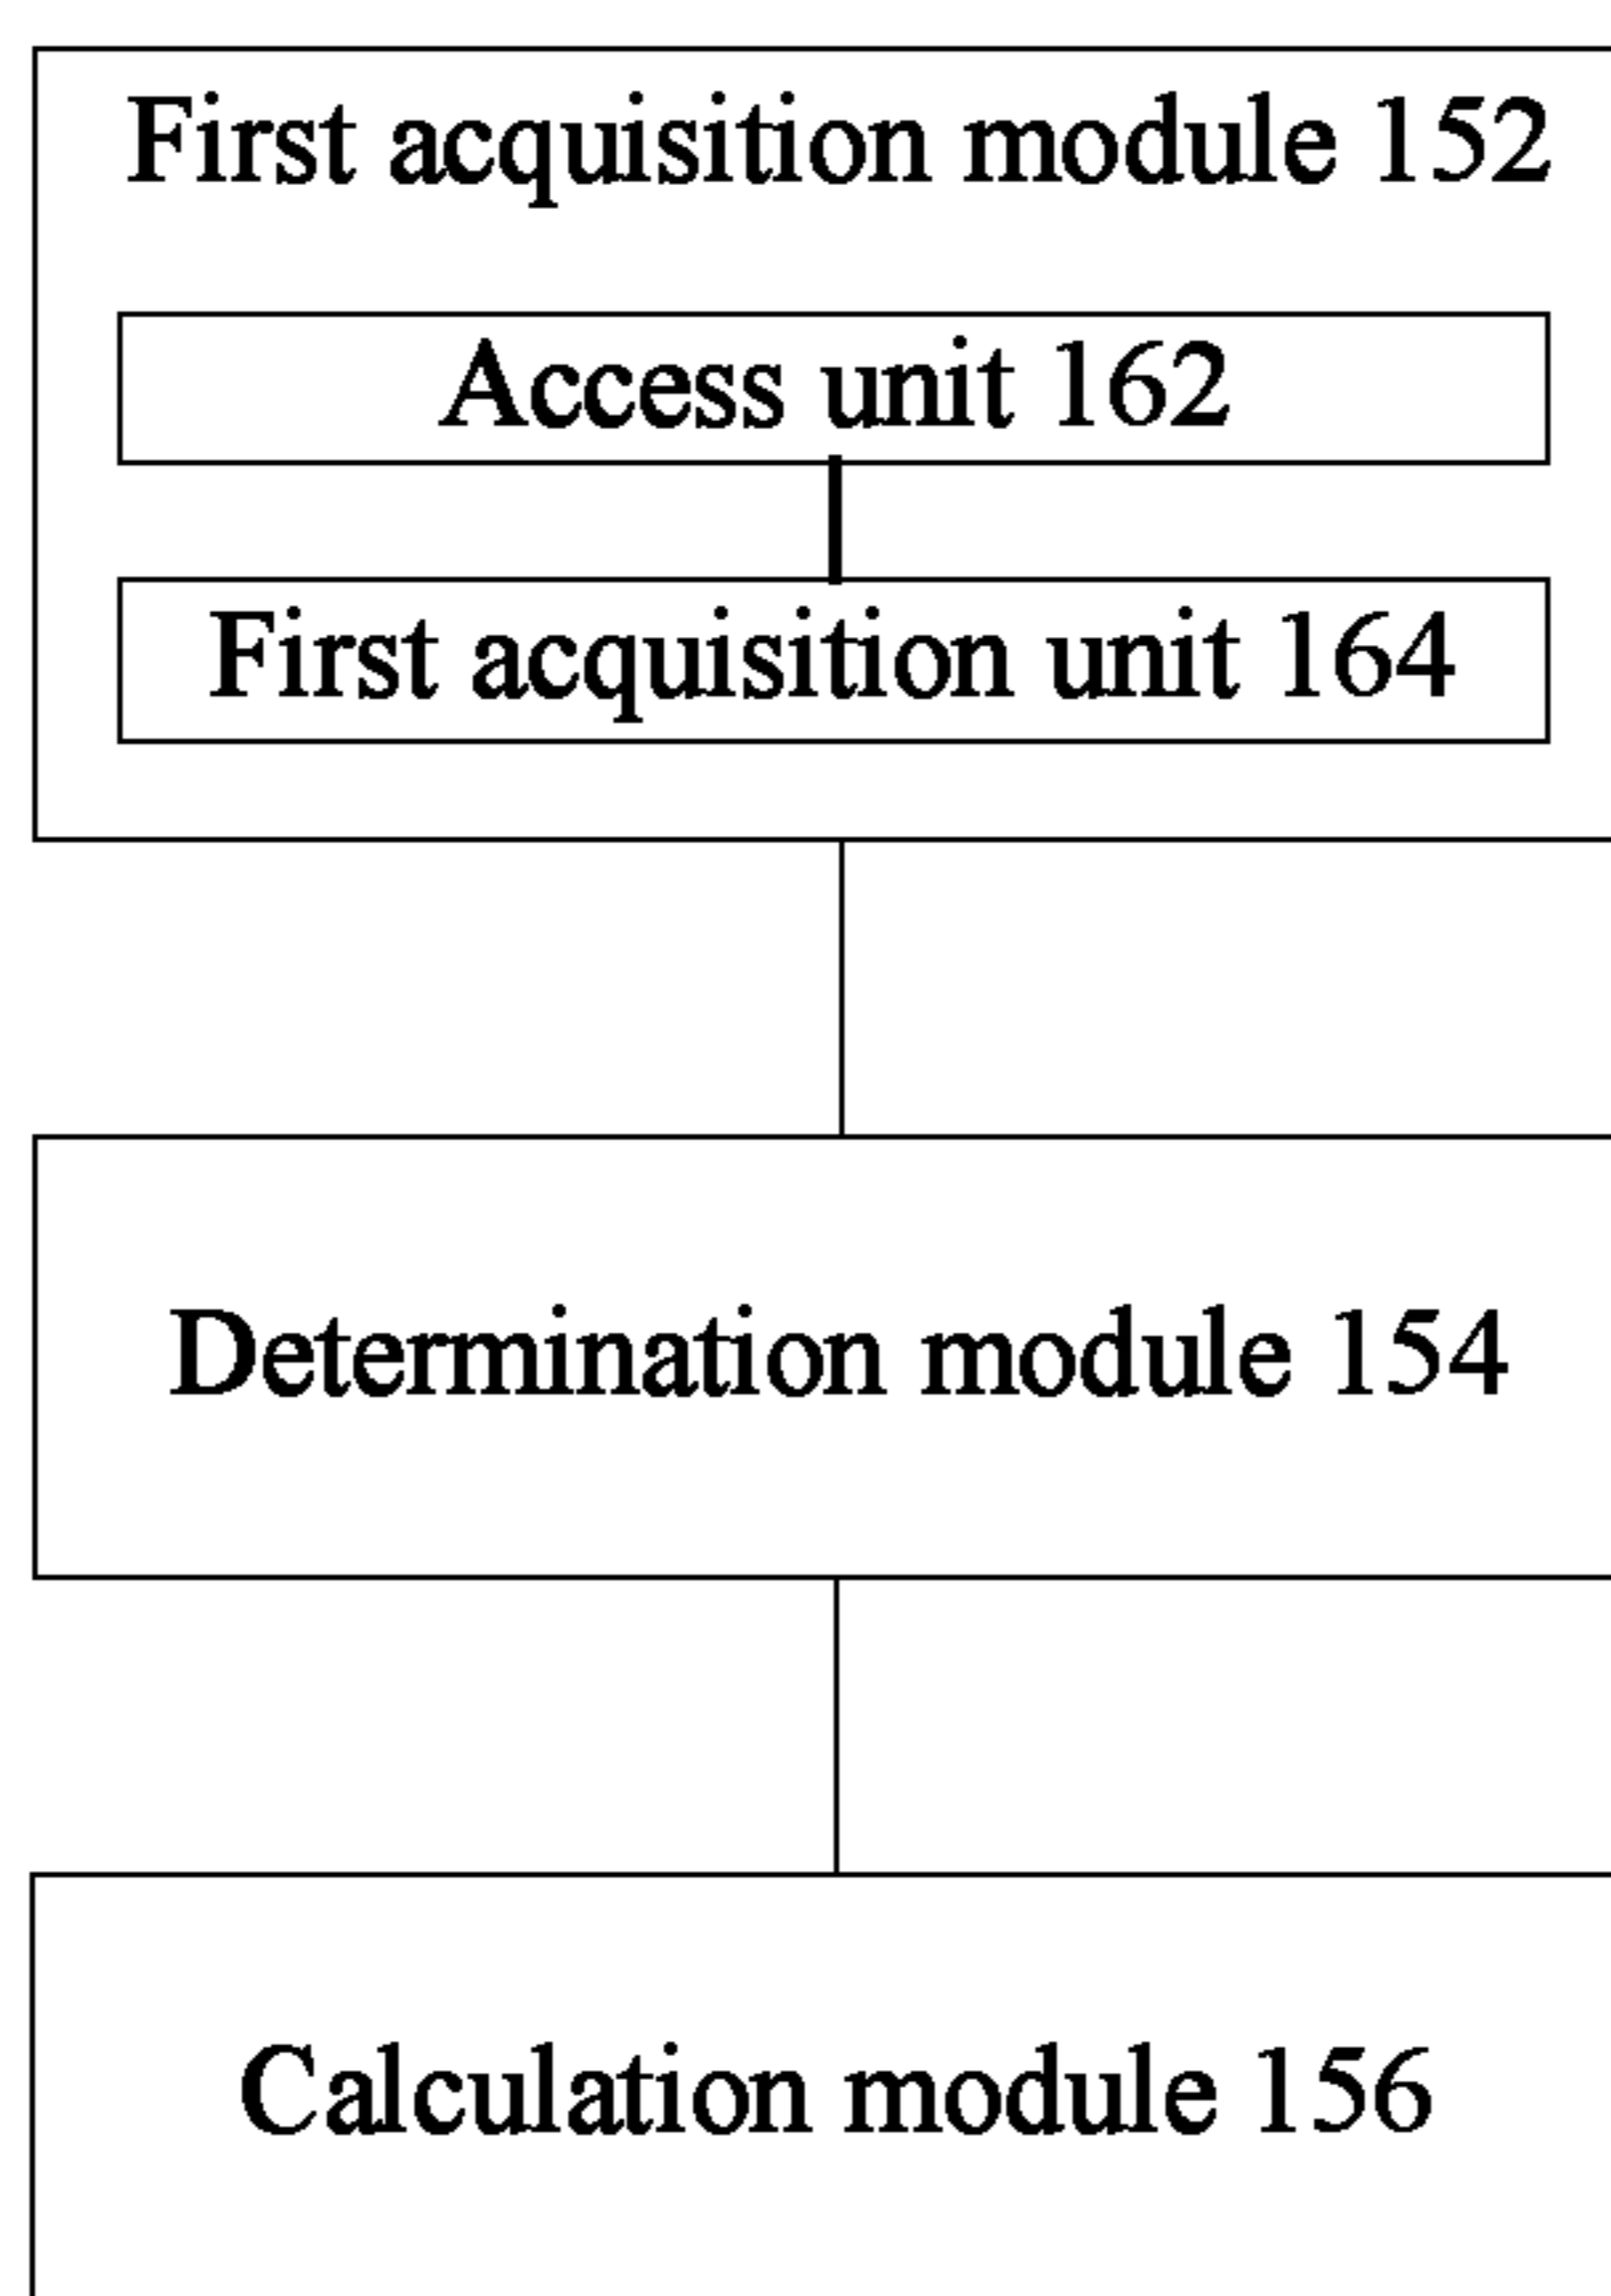 First acquisition module 152
Access unit 162
First acquisition unit 164
Determination module 154
Calculation module 156